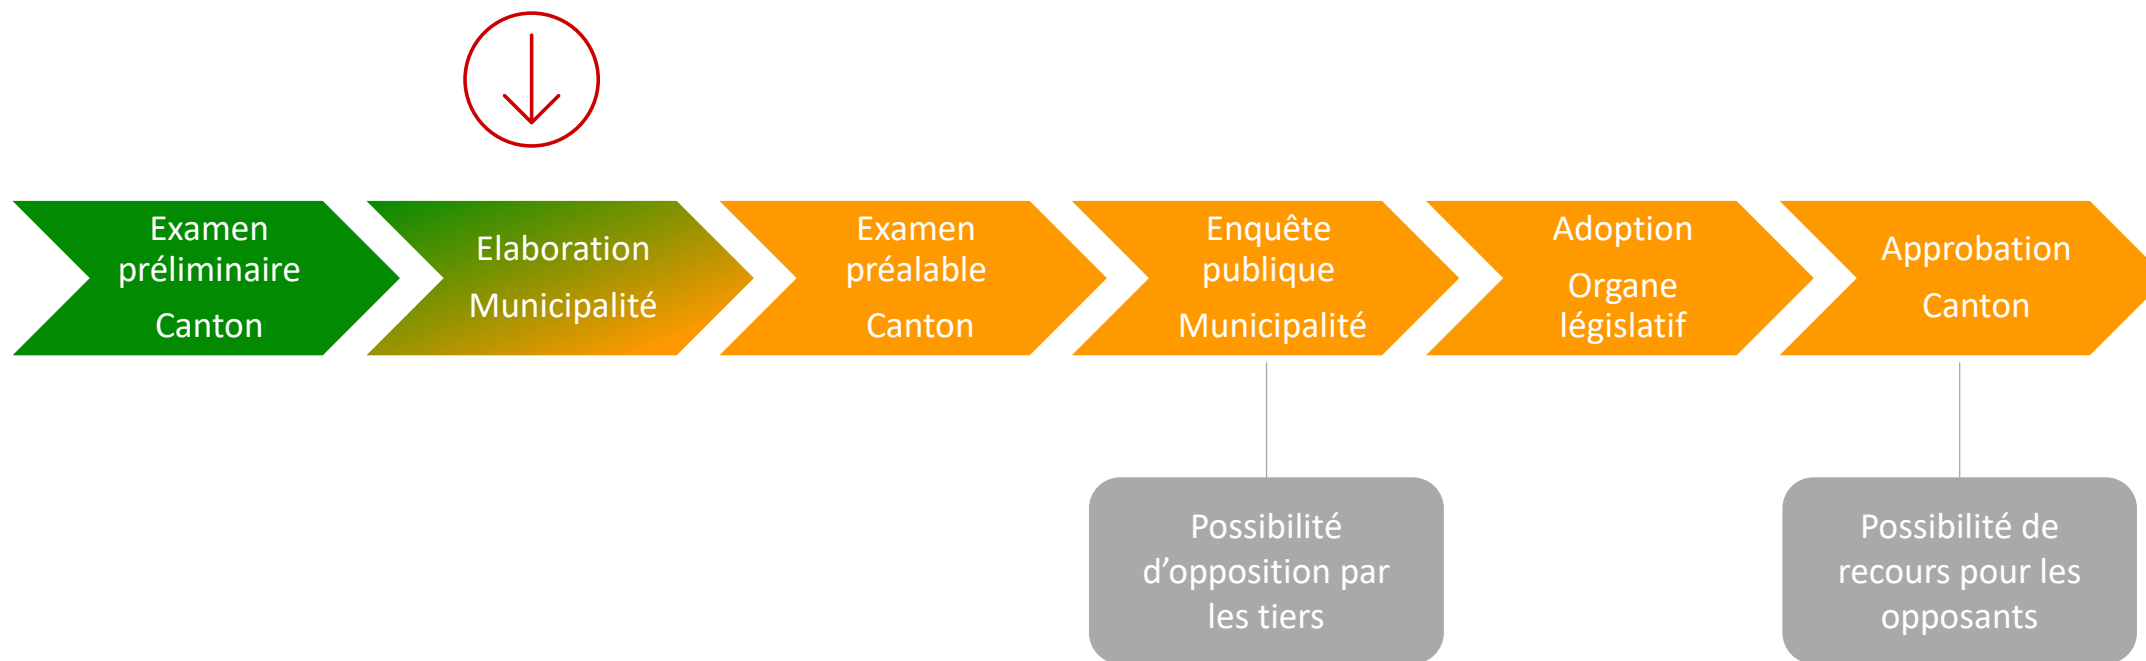 Examen
préliminaire
Canton
Elaboration
Municipalité
Examen
préalable
Canton
Enquête
publique
Municipalité
Adoption
Organe
législatif
Approbation
Canton
Possibilité
d’opposition par
les tiers
Possibilité de
recours pour les
opposants